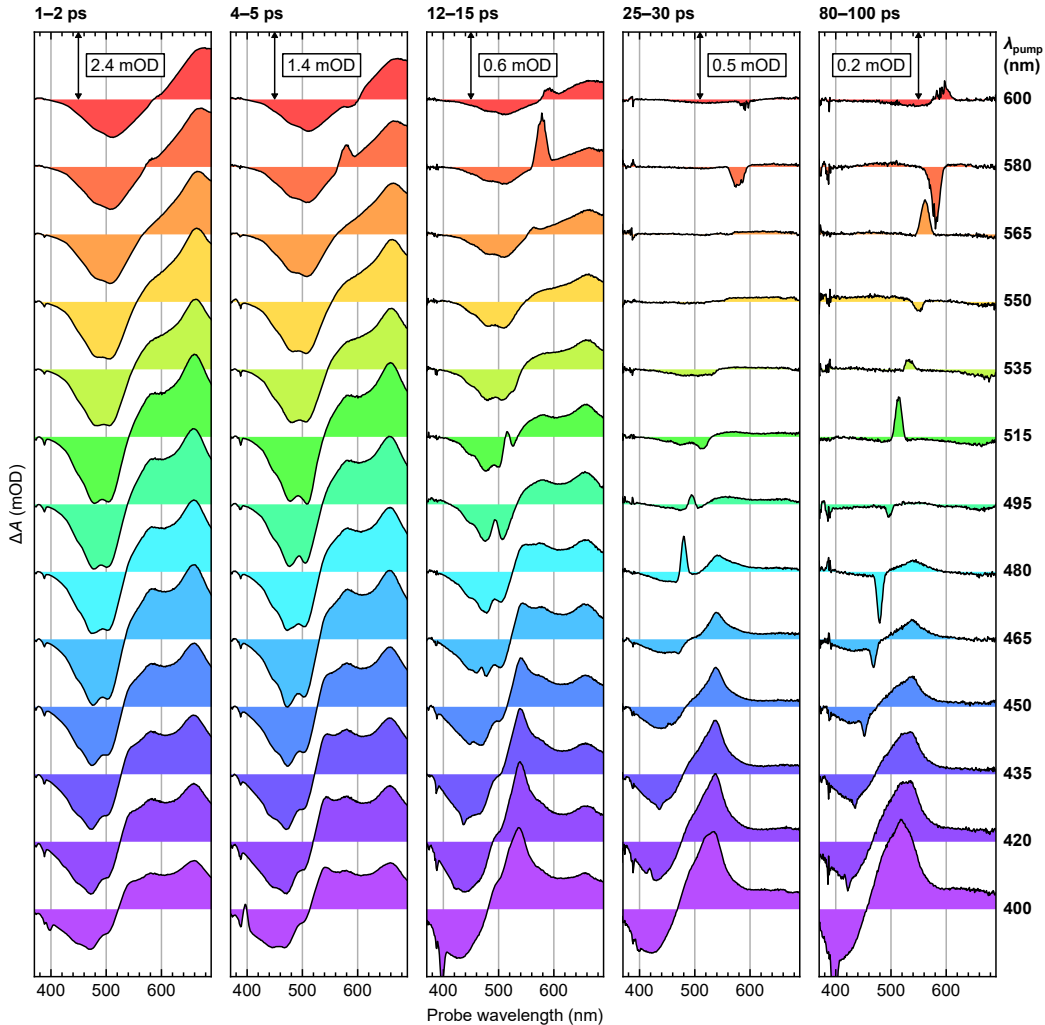 1–2 ps 4–5 ps 12–15 ps 25–30 ps 80–100 ps
2.4 mOD 1.4 mOD 0.6 mOD 0.5 mOD 0.2 mOD
λpump
(nm)
600
580
565
550
535
515
495
480
465
450
435
420
400
ΔA (mOD)
400 500 600 400 500 600 400 500 600 400 500 600 400 500 600
Probe wavelength (nm)